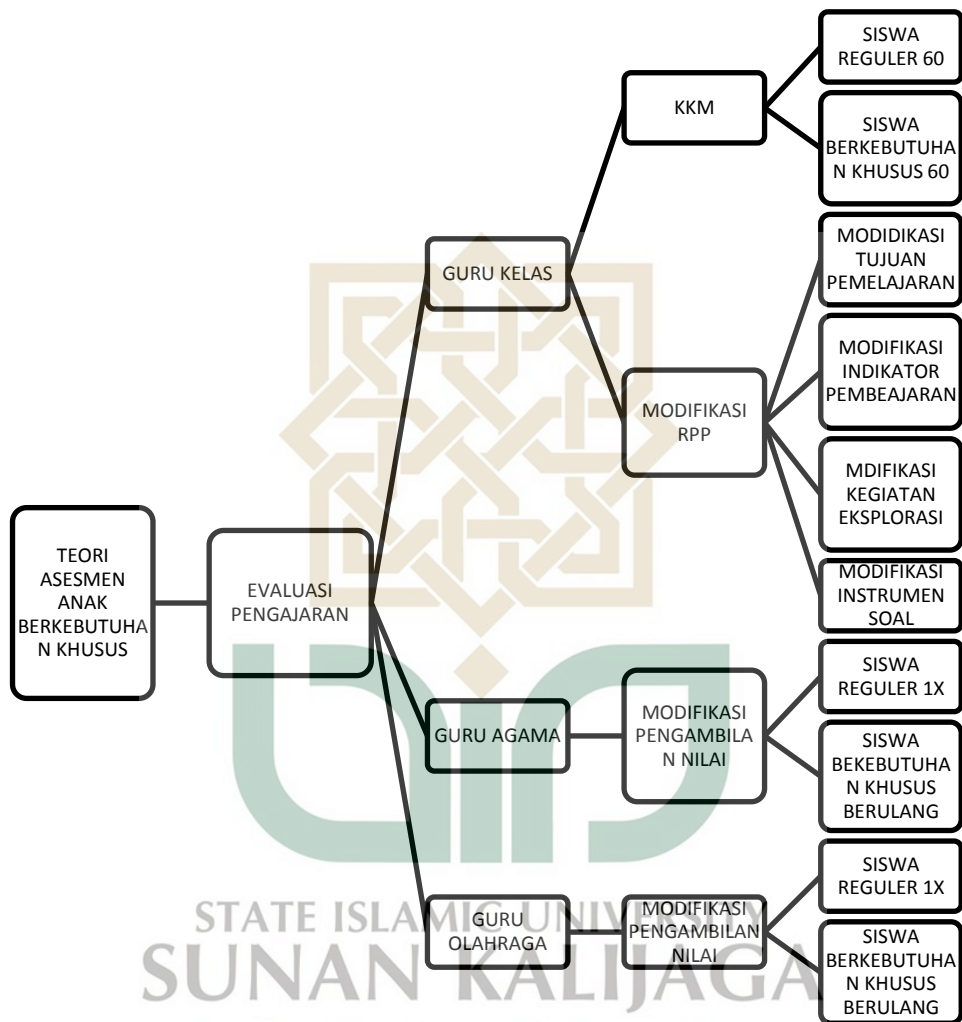 TEORI
ASESMEN
ANAK
BERKEBUTUHA
N KHUSUS
EVALUASI
PENGAJARAN
GURU KELAS
KKM
SISWA
REGULER 60
SISWA
BERKEBUTUHA
N KHUSUS 60
MODIFIKASI
RPP
MODIDIKASI
TUJUAN
PEMELAJARAN
MODIFIKASI
INDIKATOR
PEMBEAJARAN
MDIFIKASI
KEGIATAN
EKSPLORASI
MODIFIKASI
INSTRUMEN
SOAL
GURU AGAMA
MODIFIKASI
PENGAMBILA
N NILAI
SISWA
REGULER 1X
SISWA
BEKEBUTUHA
N KHUSUS
BERULANG
GURU
OLAHRAGA
MODIFIKASI
PENGAMBILAN
NILAI
SISWA
REGULER 1X
SISWA
BERKEBUTUHA
N KHUSUS
BERULANG
STATE ISLAMIC UNIVERSITY
SUNAN KALIJAGA